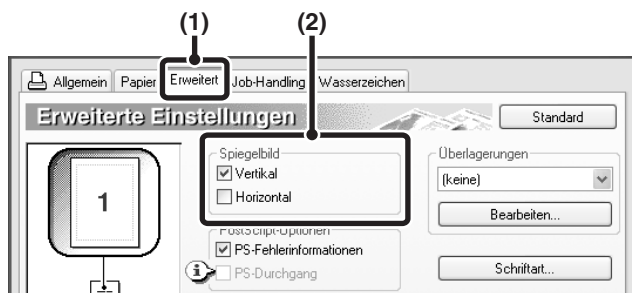 (1) (2)
Allgemein Papier Erweitert Job-Handling Wasserzeichen
Erweiterte Einstellungen Standard
Spiegelbild Überlagerungen
Vertikal (keine)
Horizontal
Bearbeiten...
PostScript-Optionen
PS-Fehlerinformationen
PS-Durchgang Schriftart...
1